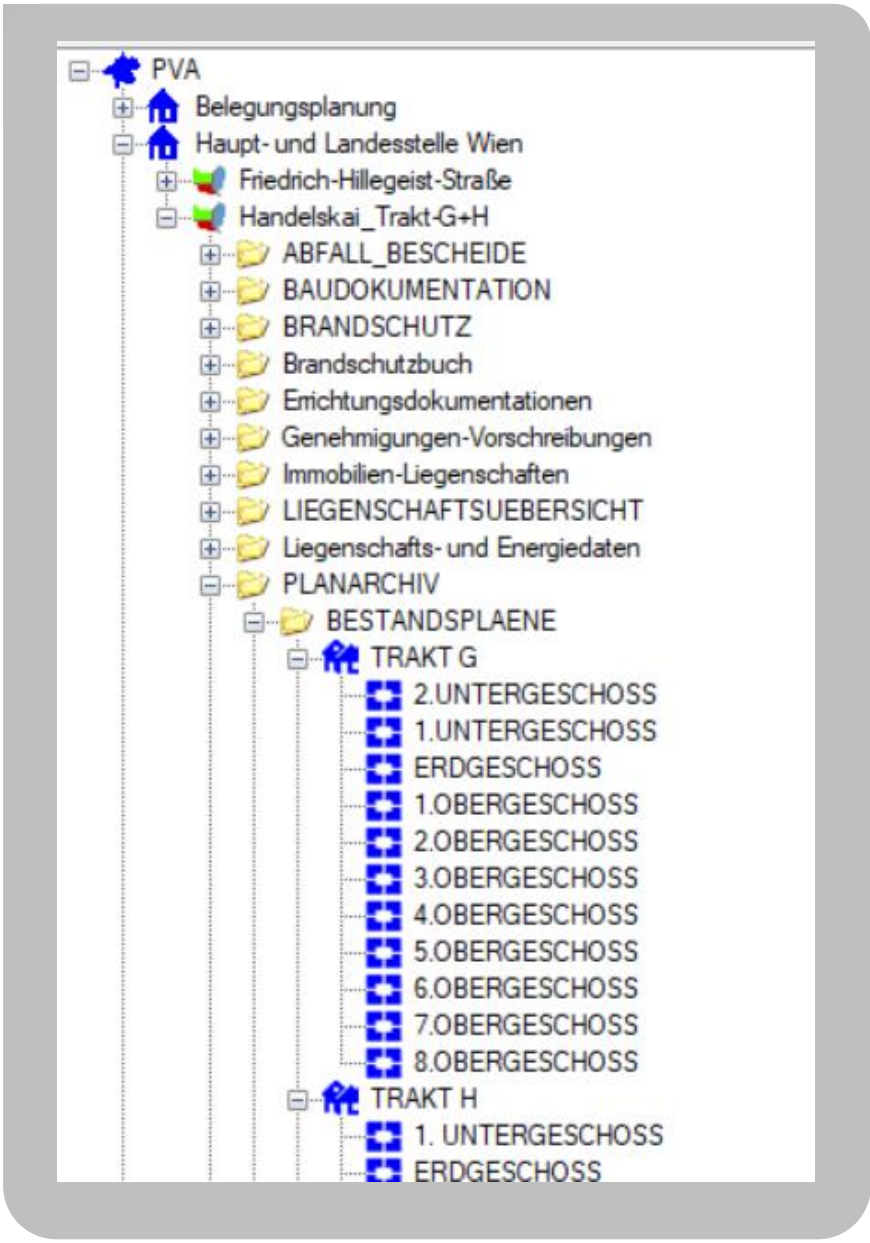 PVA
Belegungsplanung
Haupt- und Landesstelle Wien
Friedrich-Hillegeist-Straße
Handelskai_Trakt-G+H
ABFALL_BESCHEIDE
BAUDOKUMENTATION
BRANDSCHUTZ
Brandschutzbuch
Errichtungsdokumentationen
Genehmigungen-Vorschreibungen
Immobilien-Liegenschaften
LIEGENSCHAFTSUEBERSICHT
Liegenschafts- und Energiedaten
PLANARCHIV
BESTANDSPLAENE
TRAKT G
2.UNTERGESCHOSS
1.UNTERGESCHOSS
ERDGESCHOSS
1.OBERGESCHOSS
2.OBERGESCHOSS
3.OBERGESCHOSS
4.OBERGESCHOSS
5.OBERGESCHOSS
6.OBERGESCHOSS
7.OBERGESCHOSS
8.OBERGESCHOSS
TRAKT H
1. UNTERGESCHOSS
ERDGESCHOSS